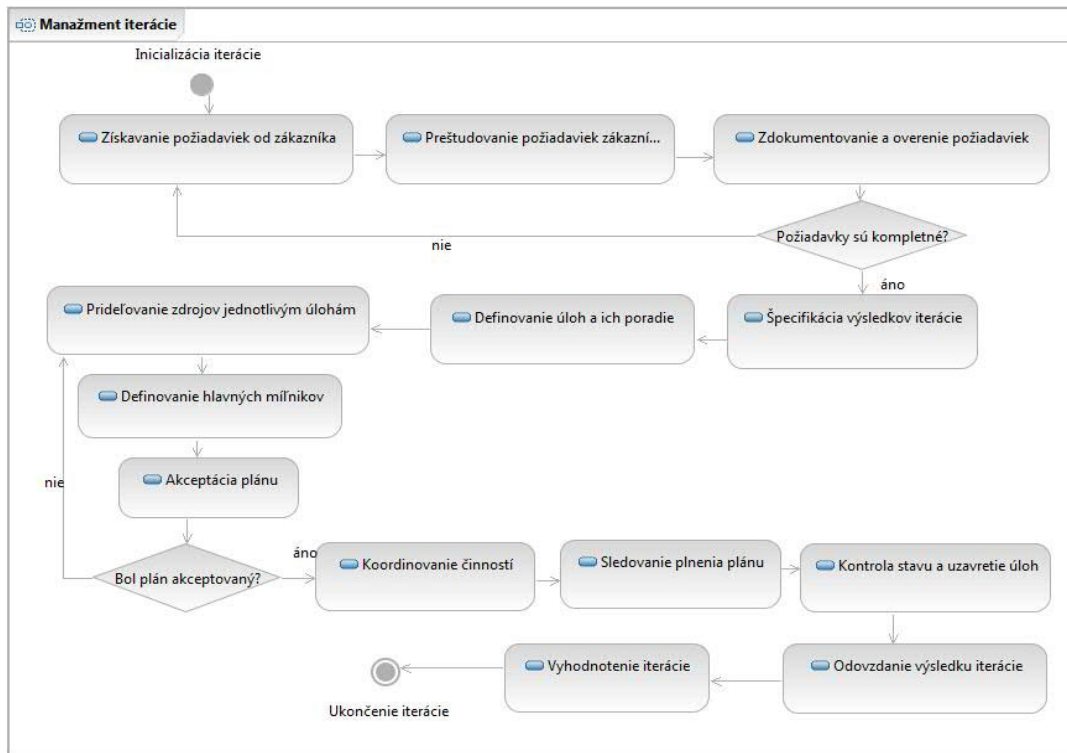 Manažment iterácie
Inicializácia iterácie
Získavanie požiadaviek od zákazníka
Preštudovanie požiadaviek zákazní...
Zdokumentovanie a overenie požiadaviek
Požiadavky sú kompletné?
nie
áno
Prideľovanie zdrojov jednotlivým úlohám
Definovanie úloh a ich poradie
Špecifikácia výsledkov iterácie
Definovanie hlavných míľnikov
Akceptácia plánu
nie
Bol plán akceptovaný?
áno
Koordinovanie činností
Sledovanie plnenia plánu
Kontrola stavu a uzavretie úloh
Vyhodnotenie iterácie
Odovzdanie výsledku iterácie
Ukončenie iterácie